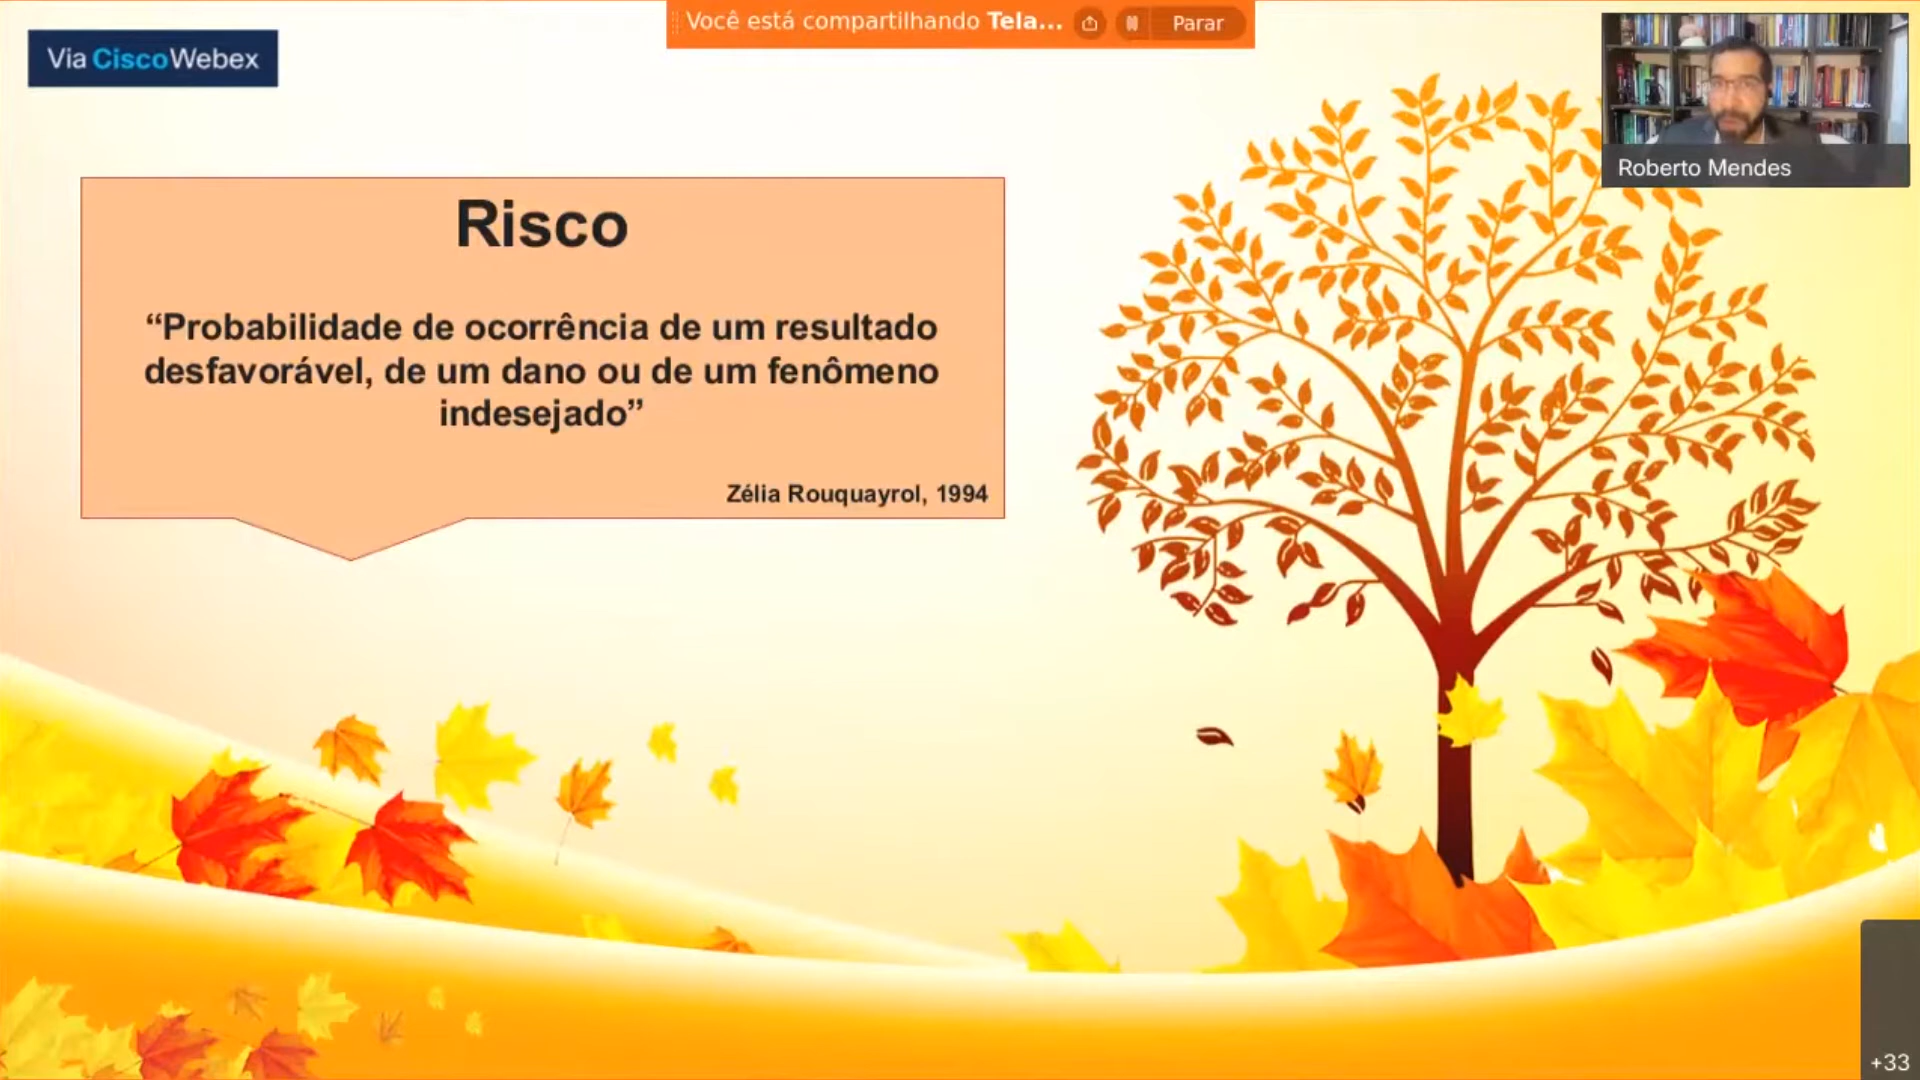 Você está compartilhando Tela...
Parar
Via CiscoWebex
Roberto Mendes
Risco
“Probabilidade de ocorrência de um resultado
desfavorável, de um dano ou de um fenômeno
indesejado”
Zélia Rouquayrol, 1994
+33